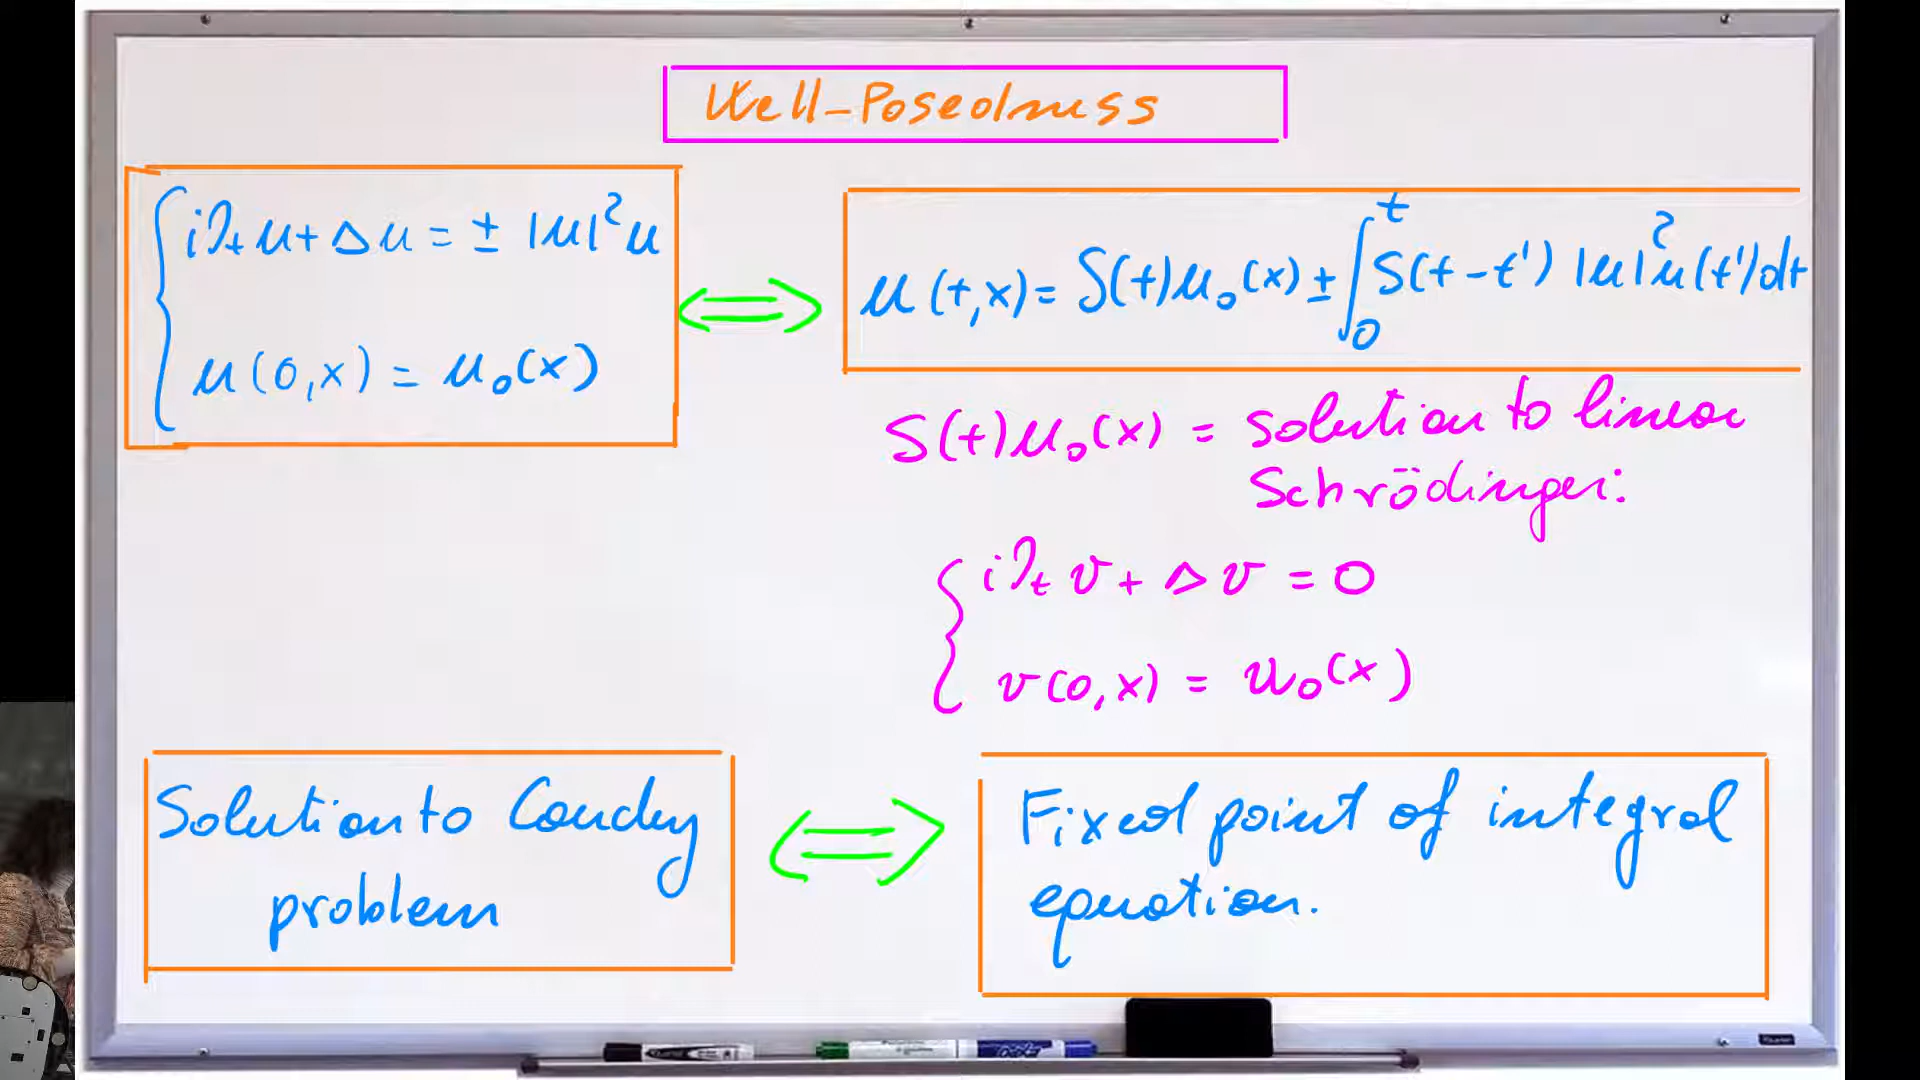 Well-Posedness
i∂ₜu + Δu = ± |u|²u
u(0,x) = u₀(x)
u(t,x) = S(t)u₀(x) ± ∫₀ᵗ S(t-t') |u|²u(t')dt
S(t)u₀(x) = solution to linear
Schrödinger:
i∂ₜv + Δv = 0
v(0,x) = u₀(x)
Solution to Cauchy
problem
Fixed point of integral
equation.